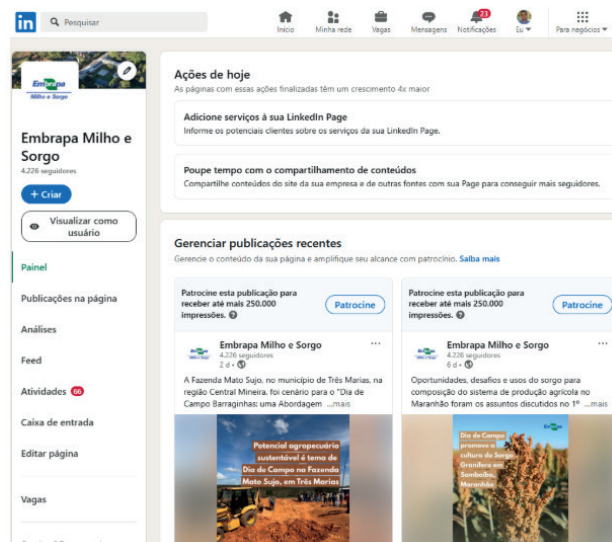 in
Pesquisar
Início
Minha rede
Vagas
Mensagens
23
Notificações
Eu
Para negócios
Embrapa
Milho e Sorgo
Embrapa Milho e
Sorgo
4.226 seguidores
+ Criar
Visualizar como
usuário
Painel
Publicações na página
Análises
Feed
Atividades 66
Caixa de entrada
Editar página
Vagas
Ações de hoje
As páginas com essas ações finalizadas têm um crescimento 4x maior
Adicione serviços à sua LinkedIn Page
Informe os potenciais clientes sobre os serviços da sua LinkedIn Page.
Poupe tempo com o compartilhamento de conteúdos
Compartilhe conteúdos do site da sua empresa e de outras fontes com sua Page para conseguir mais seguidores.
Gerenciar publicações recentes
Gerencie o conteúdo da sua página e amplifique seu alcance com patrocínio. Saiba mais
Patrocine esta publicação para
receber até mais 250.000
impressões.
Patrocine
Embrapa Milho e Sorgo
4.226 seguidores
2 d •
A Fazenda Mato Sujo, no município de Três Marias, na
região Central Mineira, foi cenário para o "Dia de
Campo Barraginhas: uma Abordagem ...mais
Potencial agropecuário
sustentável é tema de
Dia de Campo na Fazenda
Mato Sujo, em Três Marias
Patrocine esta publicação para
receber até mais 250.000
impressões.
Patrocine
Embrapa Milho e Sorgo
4.226 seguidores
6 d •
Oportunidades, desafios e usos do sorgo para
composição do sistema de produção agrícola no
Maranhão foram os assuntos discutidos no 1º ...mais
Dia de Campo
promove a
cultura de Sorgo
Granífero em
Sambaíba,
Maranhão